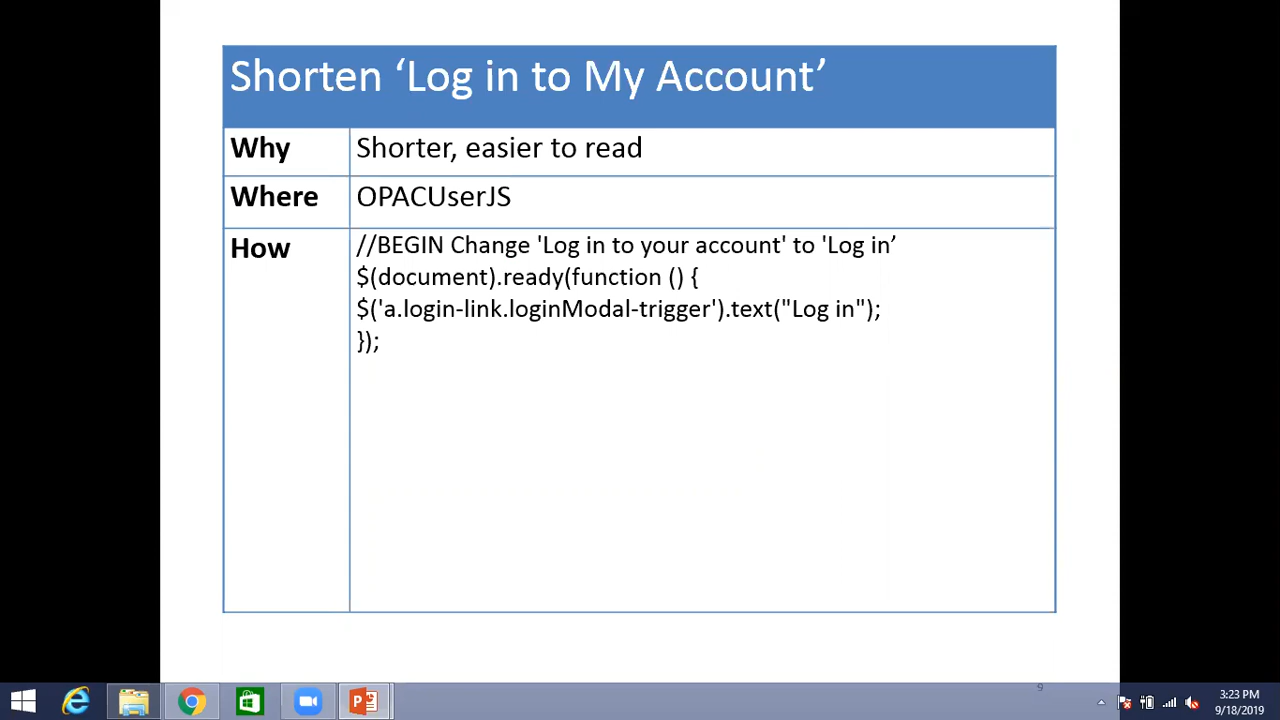 Shorten ‘Log in to My Account’
Why Shorter, easier to read
Where OPACUserJS
How //BEGIN Change 'Log in to your account' to 'Log in’
$(document).ready(function () {
$('a.login-link.loginModal-trigger').text("Log in");
});
9
3:23 PM
9/18/2019